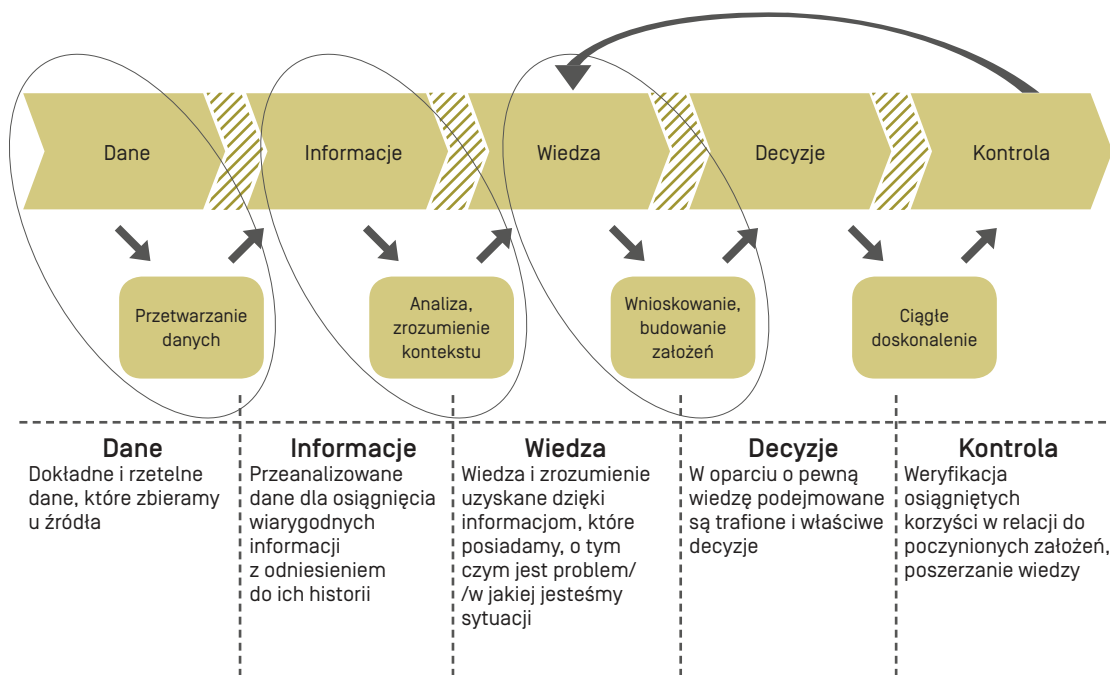 Dane
Informacje
Wiedza
Decyzje
Kontrola
Przetwarzanie
danych
Analiza,
zrozumienie
kontekstu
Wnioskowanie,
budowanie
założeń
Ciągłe
doskonalenie
Dane
Dokładne i rzetelne
dane, które zbieramy
u źródła
Informacje
Przeanalizowane
dane dla osiągnięcia
wiarygodnych
informacji
z odniesieniem
do ich historii
Wiedza
Wiedza i zrozumienie
uzyskane dzięki
informacjom, które
posiadamy, o tym
czym jest problem/
/w jakiej jesteśmy
sytuacji
Decyzje
W oparciu o pewną
wiedzę podejmowane
są trafione i właściwe
decyzje
Kontrola
Weryfikacja
osiągniętych
korzyści w relacji do
poczynionych założeń,
poszerzanie wiedzy